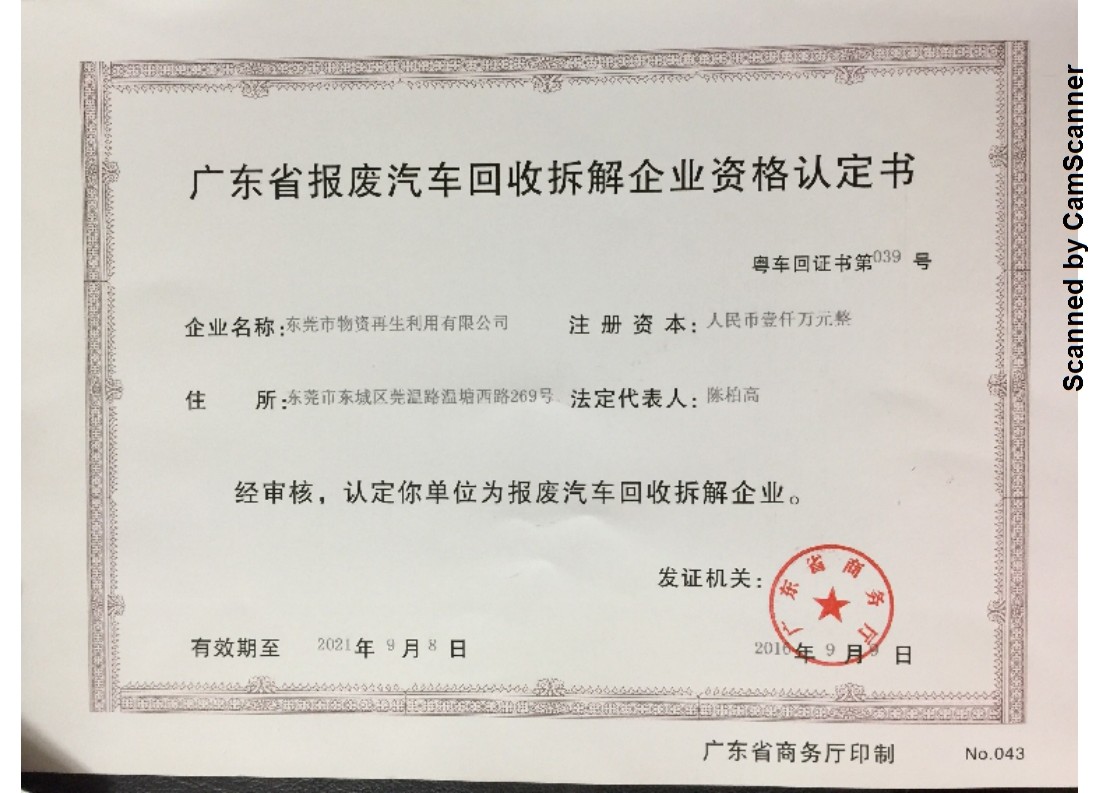 广东省报废汽车回收拆解企业资格认定书
粤车回证书第039 号
企业名称:东莞市物资再生利用有限公司 注 册 资 本: 人民币壹仟万元整
住 所:东莞市东城区莞温路温塘西路269号 法定代表人: 陈柏高
经审核,认定你单位为报废汽车回收拆解企业。
发证机关:
广东省商务厅
有效期至 2021年 9月 8日 2016年 9月 9日
广东省商务厅印制 No.043
Scanned by CamScanner